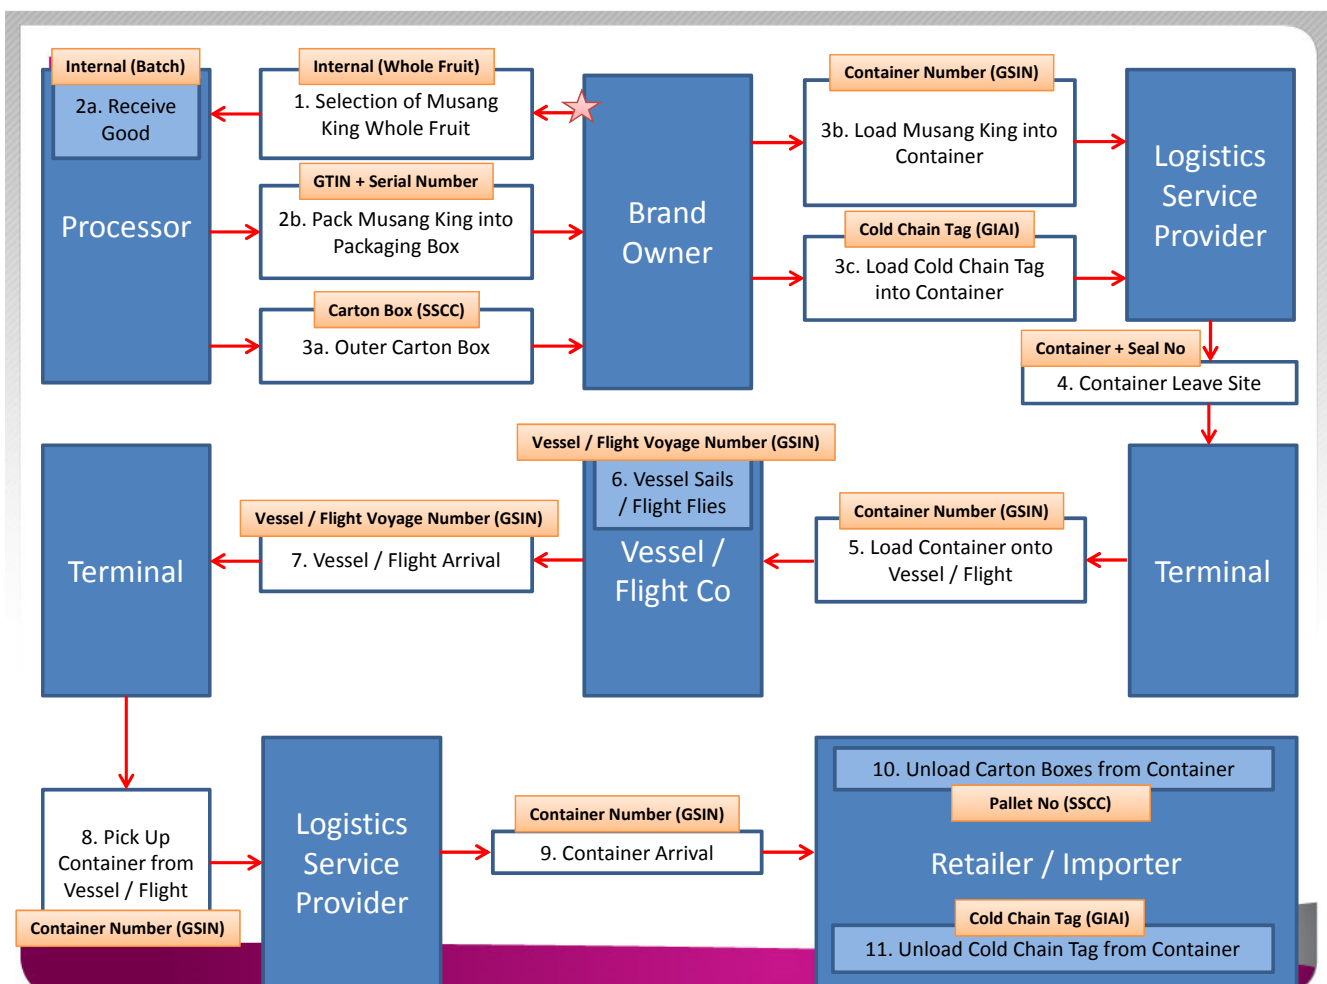 Internal (Batch)
2a. Receive
Good
Processor
Internal (Whole Fruit)
1. Selection of Musang
King Whole Fruit
GTIN + Serial Number
2b. Pack Musang King into
Packaging Box
Carton Box (SSCC)
3a. Outer Carton Box
Brand
Owner
Container Number (GSIN)
3b. Load Musang King into
Container
Cold Chain Tag (GIAI)
3c. Load Cold Chain Tag
into Container
Logistics
Service
Provider
Container + Seal No
4. Container Leave Site
Terminal
Container Number (GSIN)
5. Load Container onto
Vessel / Flight
Vessel / Flight Voyage Number (GSIN)
6. Vessel Sails
/ Flight Flies
Vessel /
Flight Co
Vessel / Flight Voyage Number (GSIN)
7. Vessel / Flight Arrival
Terminal
8. Pick Up
Container from
Vessel / Flight
Container Number (GSIN)
Logistics
Service
Provider
Container Number (GSIN)
9. Container Arrival
10. Unload Carton Boxes from Container
Pallet No (SSCC)
Retailer / Importer
Cold Chain Tag (GIAI)
11. Unload Cold Chain Tag from Container